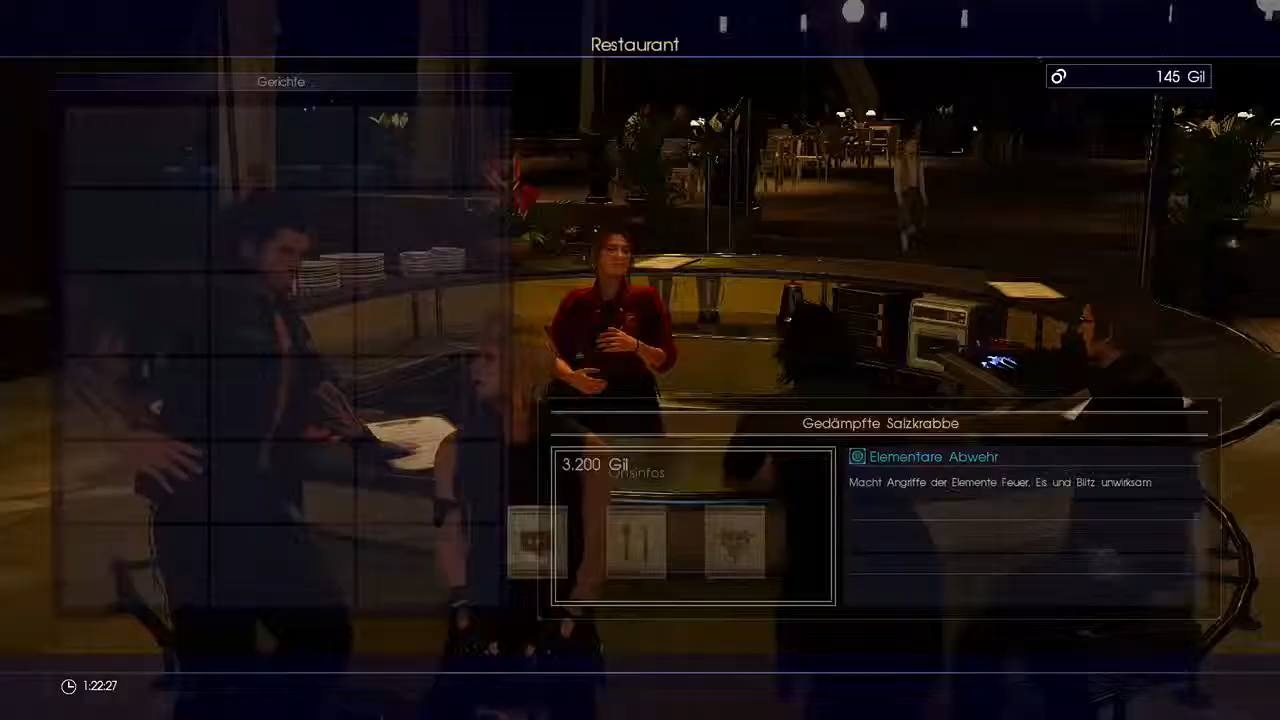 Restaurant
Gerichte
145 Gil
Gedämpfte Salzkrabbe
3.200 Gil
Ortsinfos
Elementare Abwehr
Macht Angriffe der Elemente Feuer, Eis und Blitz unwirksam
1:22:27